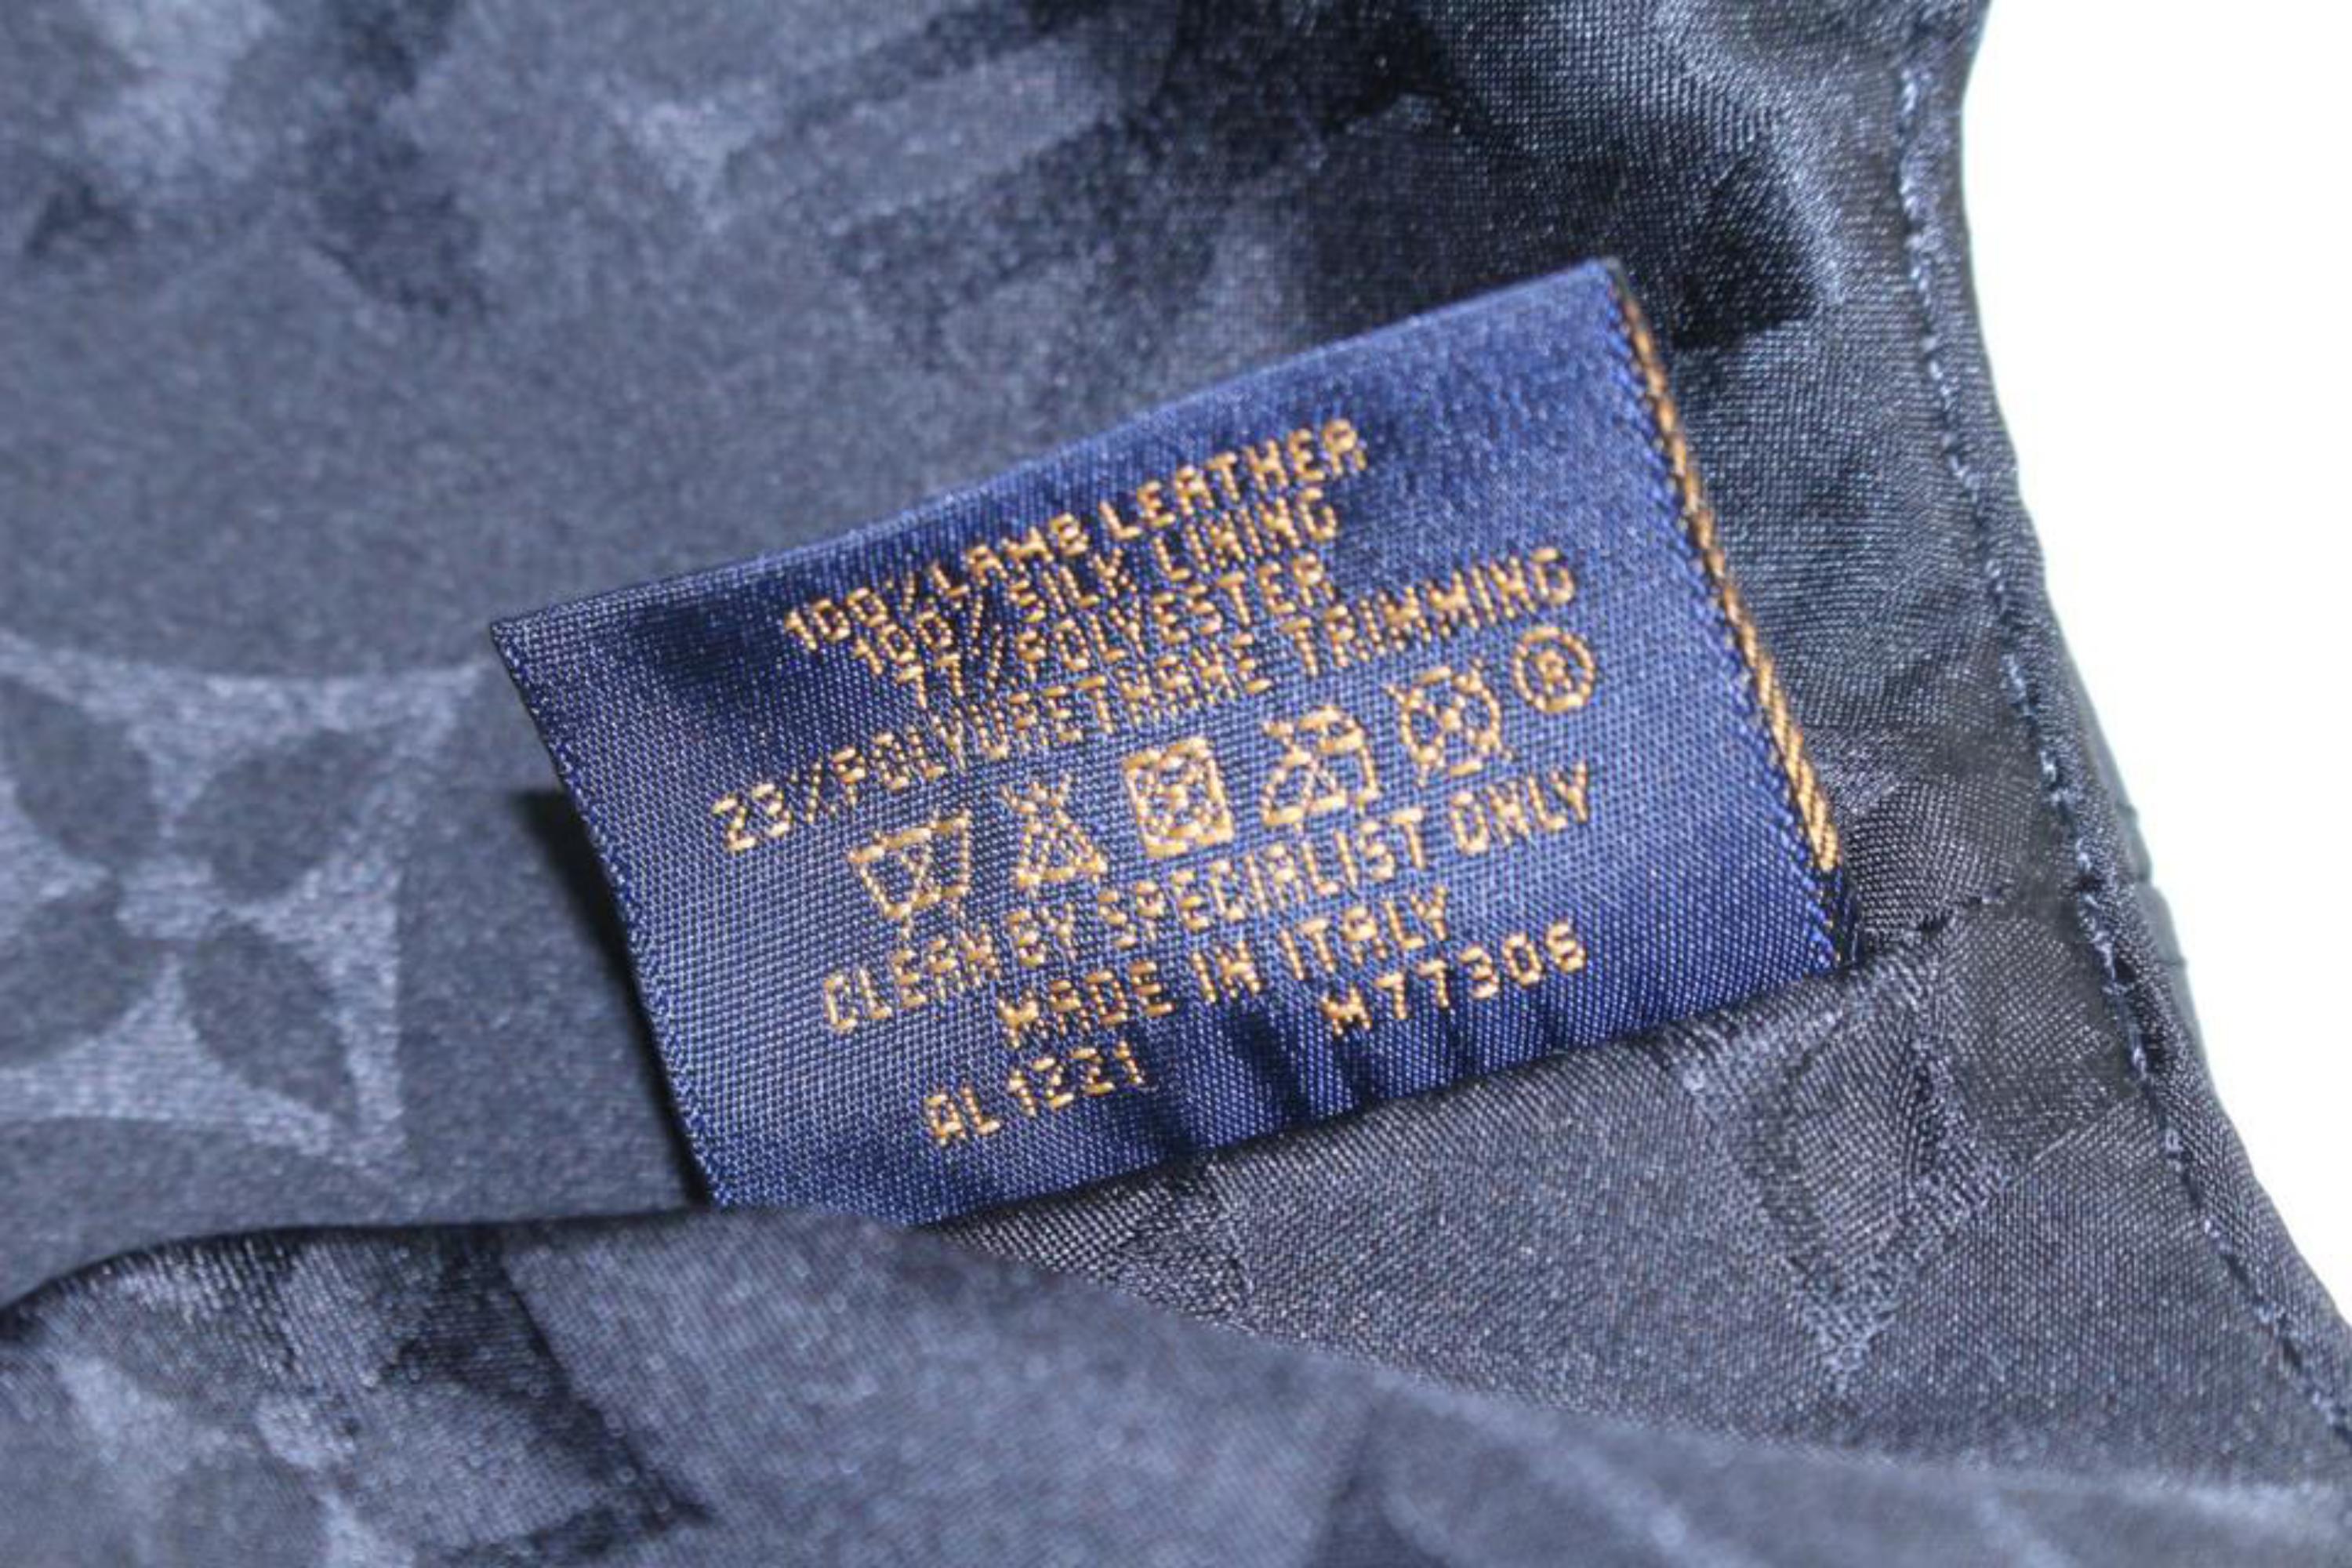 100% LAMB LEATHER
100% SILK LINING
77% POLYESTER
23% POLYURETHANE TRIMMING
®
CLEAN BY SPECIALIST ONLY
MADE IN ITALY
AL1221 M77306